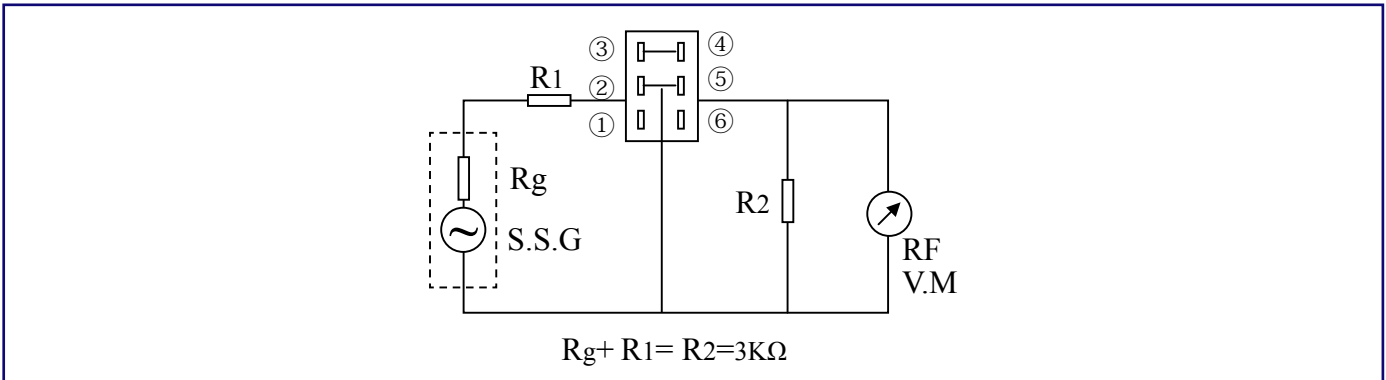 ③ ④
R1 ② ⑤
① ⑥
Rg
R2
S.S.G
RF
V.M
Rg+ R1= R2=3KΩ